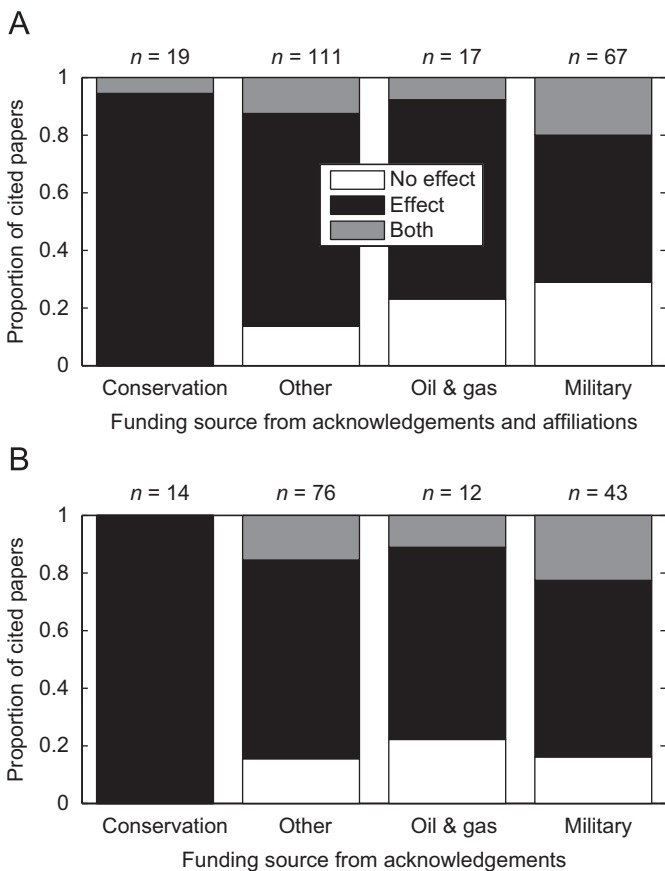 A
n = 19 n = 111 n = 17 n = 67
1
0.8
0.6
0.4
0.2
0
Proportion of cited papers
No effect
Effect
Both
Conservation Other Oil & gas Military
Funding source from acknowledgements and affiliations
B
n = 14 n = 76 n = 12 n = 43
1
0.8
0.6
0.4
0.2
0
Proportion of cited papers
Conservation Other Oil & gas Military
Funding source from acknowledgements